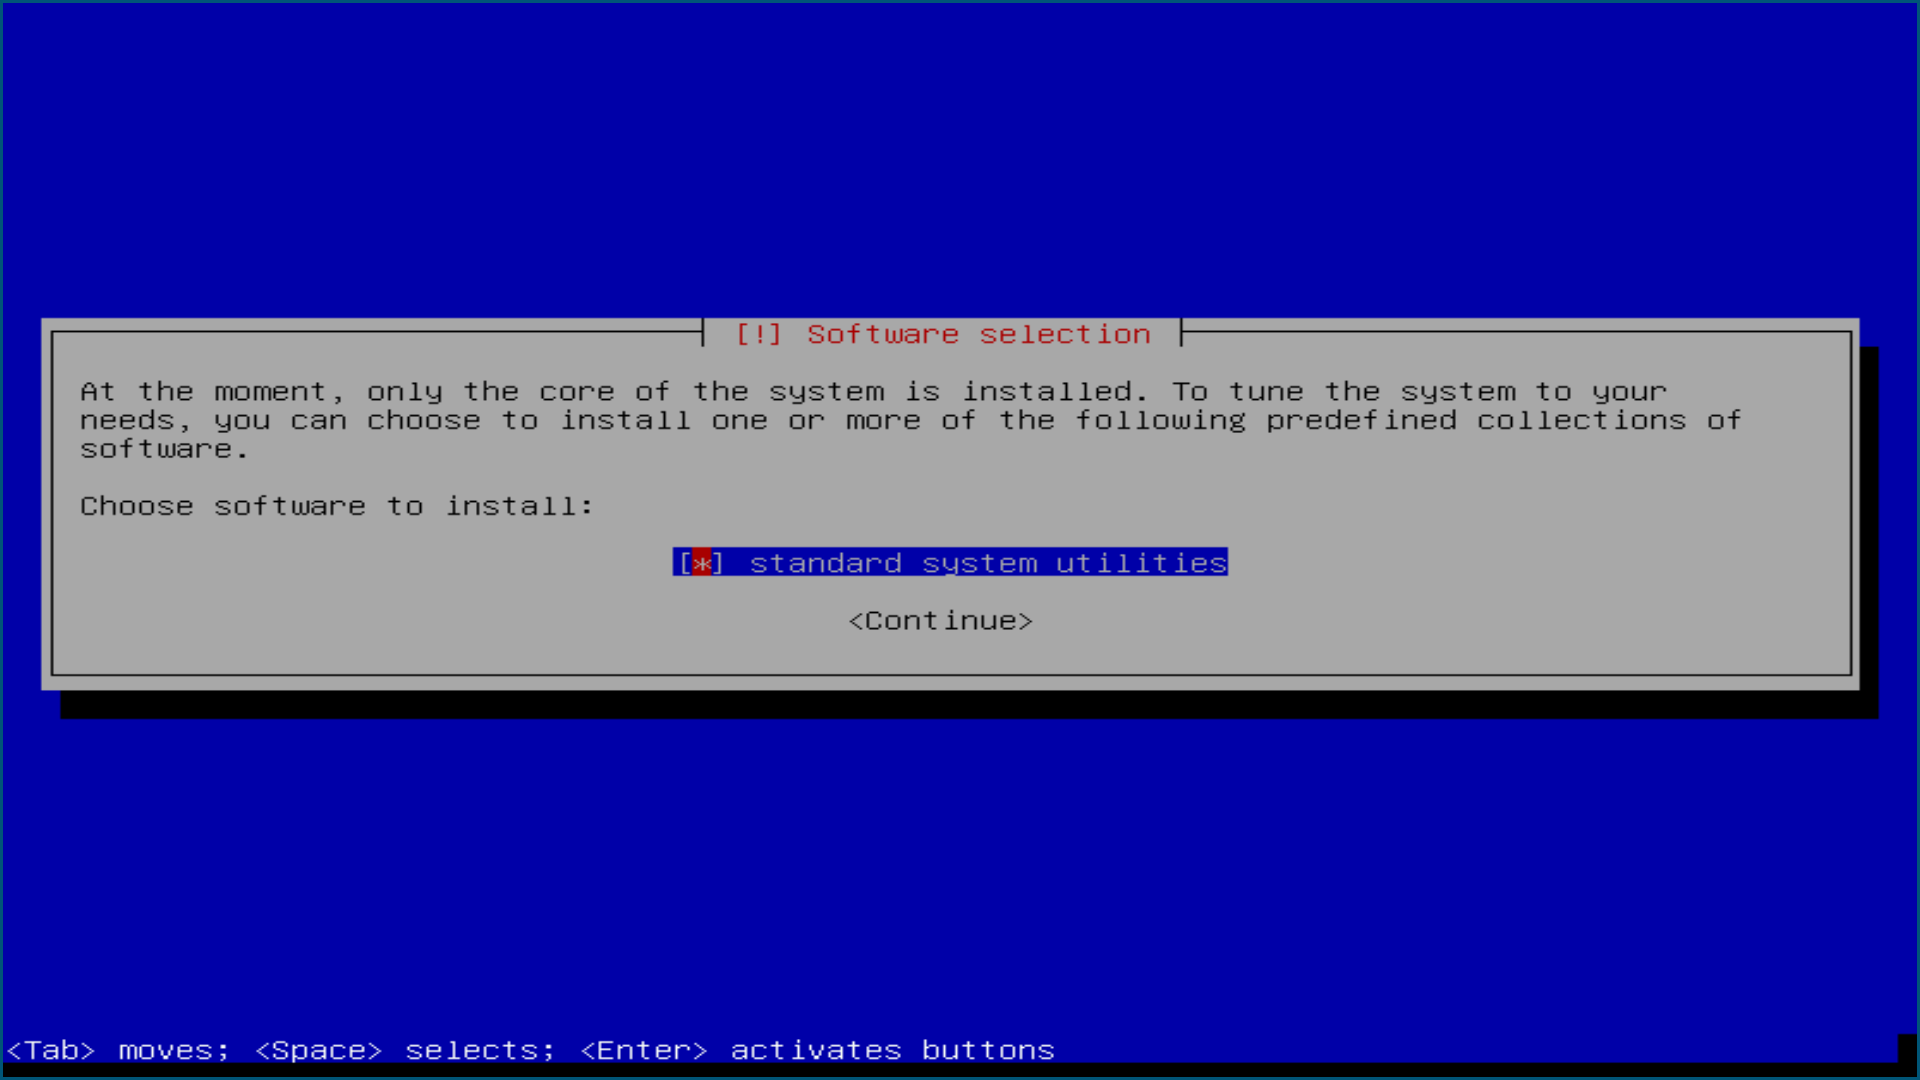 [!] Software selection
At the moment, only the core of the system is installed. To tune the system to your
needs, you can choose to install one or more of the following predefined collections of
software.
Choose software to install:
[*] standard system utilities
<Continue>
<Tab> moves; <Space> selects; <Enter> activates buttons